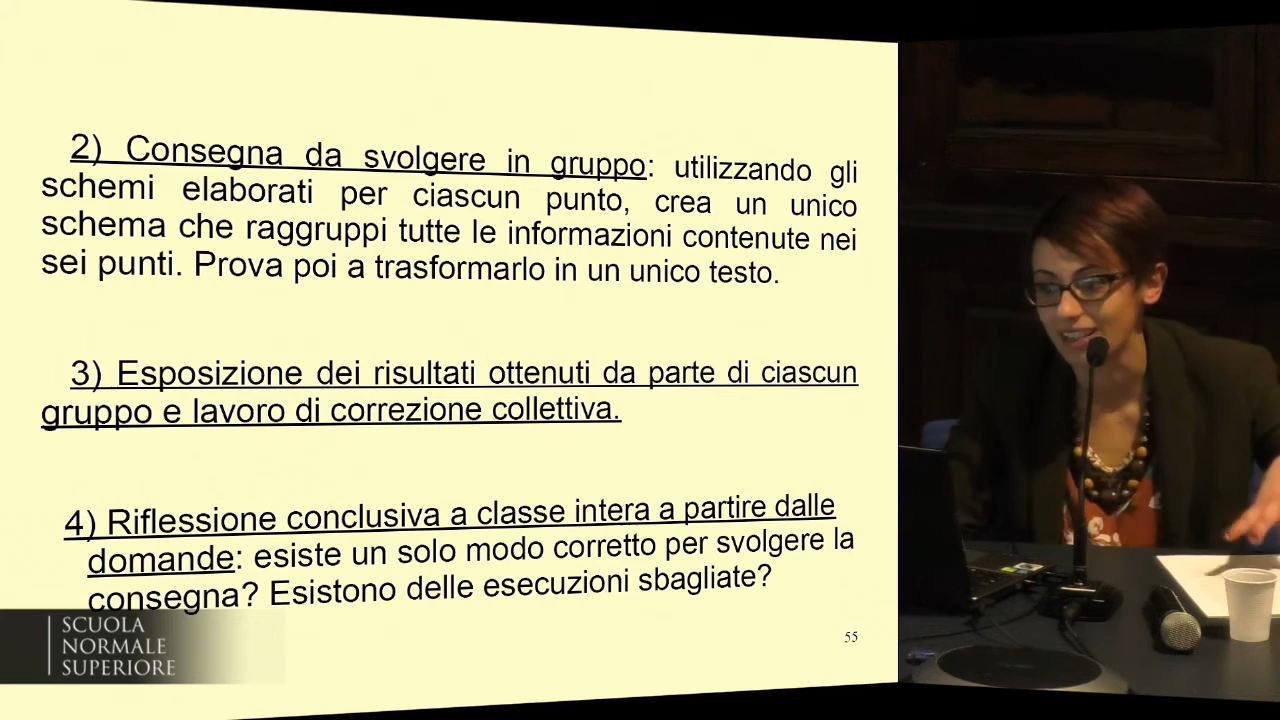 2) Consegna da svolgere in gruppo: utilizzando gli
schemi elaborati per ciascun punto, crea un unico
schema che raggruppi tutte le informazioni contenute nei
sei punti. Prova poi a trasformarlo in un unico testo.
3) Esposizione dei risultati ottenuti da parte di ciascun
gruppo e lavoro di correzione collettiva.
4) Riflessione conclusiva a classe intera a partire dalle
domande: esiste un solo modo corretto per svolgere la
consegna? Esistono delle esecuzioni sbagliate?
55
SCUOLA
NORMALE
SUPERIORE